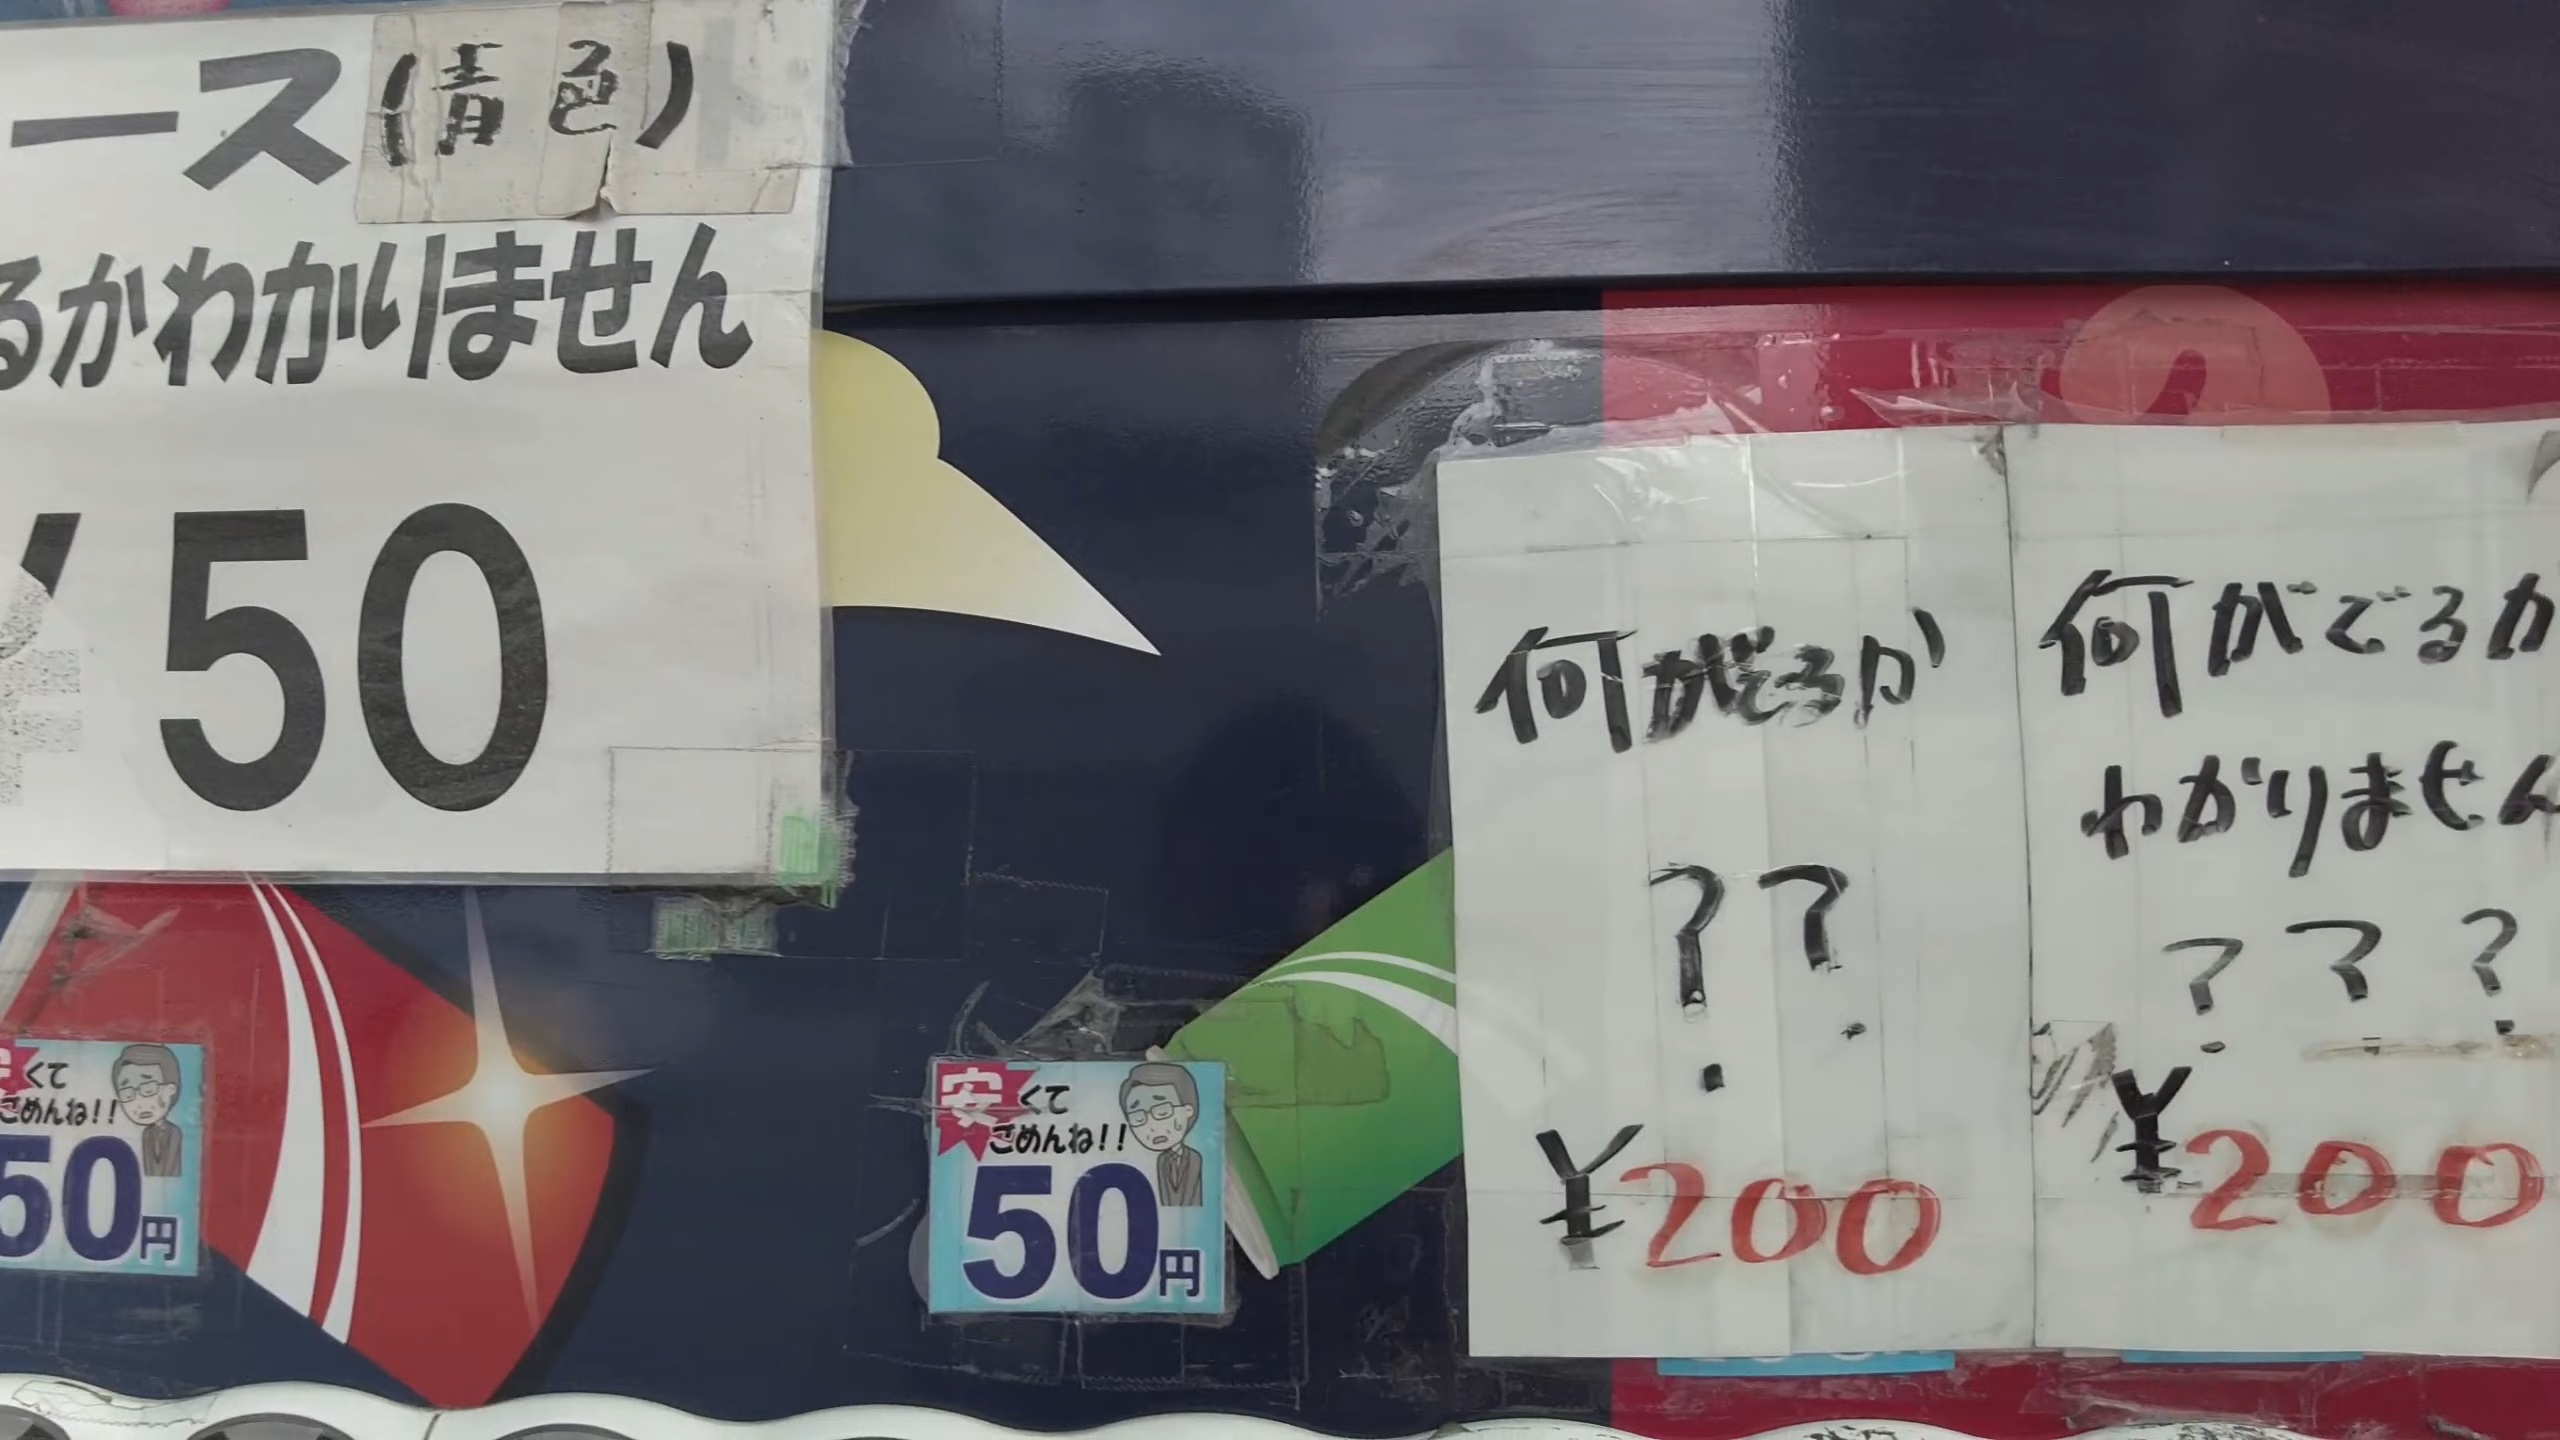 ース(青色)
るかわかりません
¥50
何がでるか
??
¥200
何がでるか
わかりません
???
¥200
安くて
ごめんね!!
50円
安くて
ごめんね!!
50円